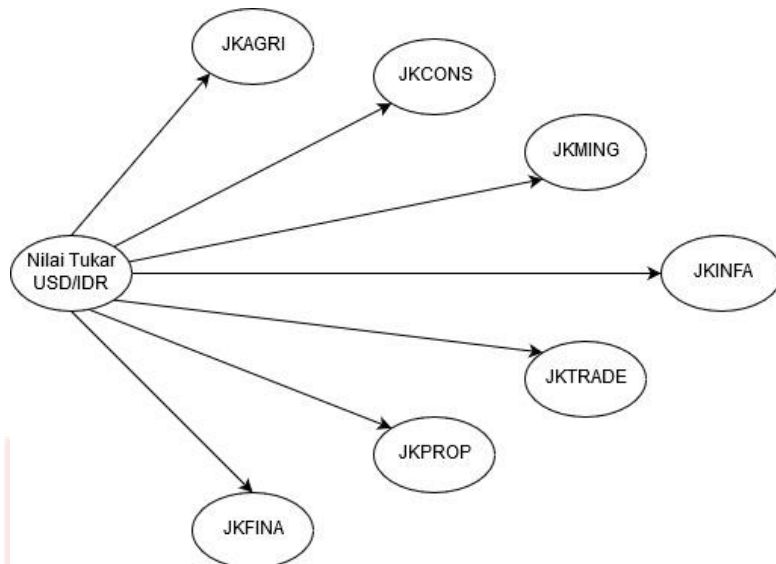 JKAGRI
JKCONS
JKMING
Nilai Tukar
USD/IDR
JKINFA
JKTRADE
JKPROP
JKFINA